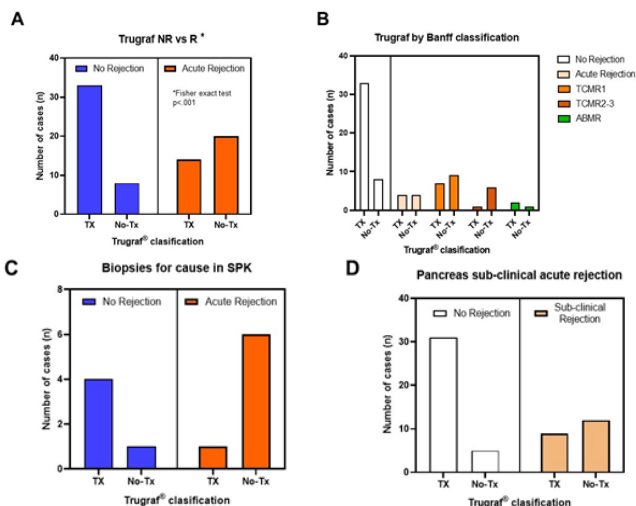 A
Trugraf NR vs R *
No Rejection
Acute Rejection
*Fisher exact test
p<.001
Number of cases (n)
40
30
20
10
0
TX
No-Tx
TX
No-Tx
Trugraf® clasification
B
Trugraf by Banff classification
No Rejection
Acute Rejection
TCMR1
TCMR2-3
ABMR
Number of cases (n)
40
30
20
10
0
TX
No-Tx
TX
No-Tx
TX
No-Tx
TX
No-Tx
TX
No-Tx
Trugraf® clasification
C
Biopsies for cause in SPK
No Rejection
Acute Rejection
Number of cases (n)
8
6
4
2
0
TX
No-Tx
TX
No-Tx
Trugraf® clasification
D
Pancreas sub-clinical acute rejection
No Rejection
Sub-clinical
Rejection
Number of cases (n)
40
30
20
10
0
TX
No-Tx
TX
No-Tx
Trugraf® clasification